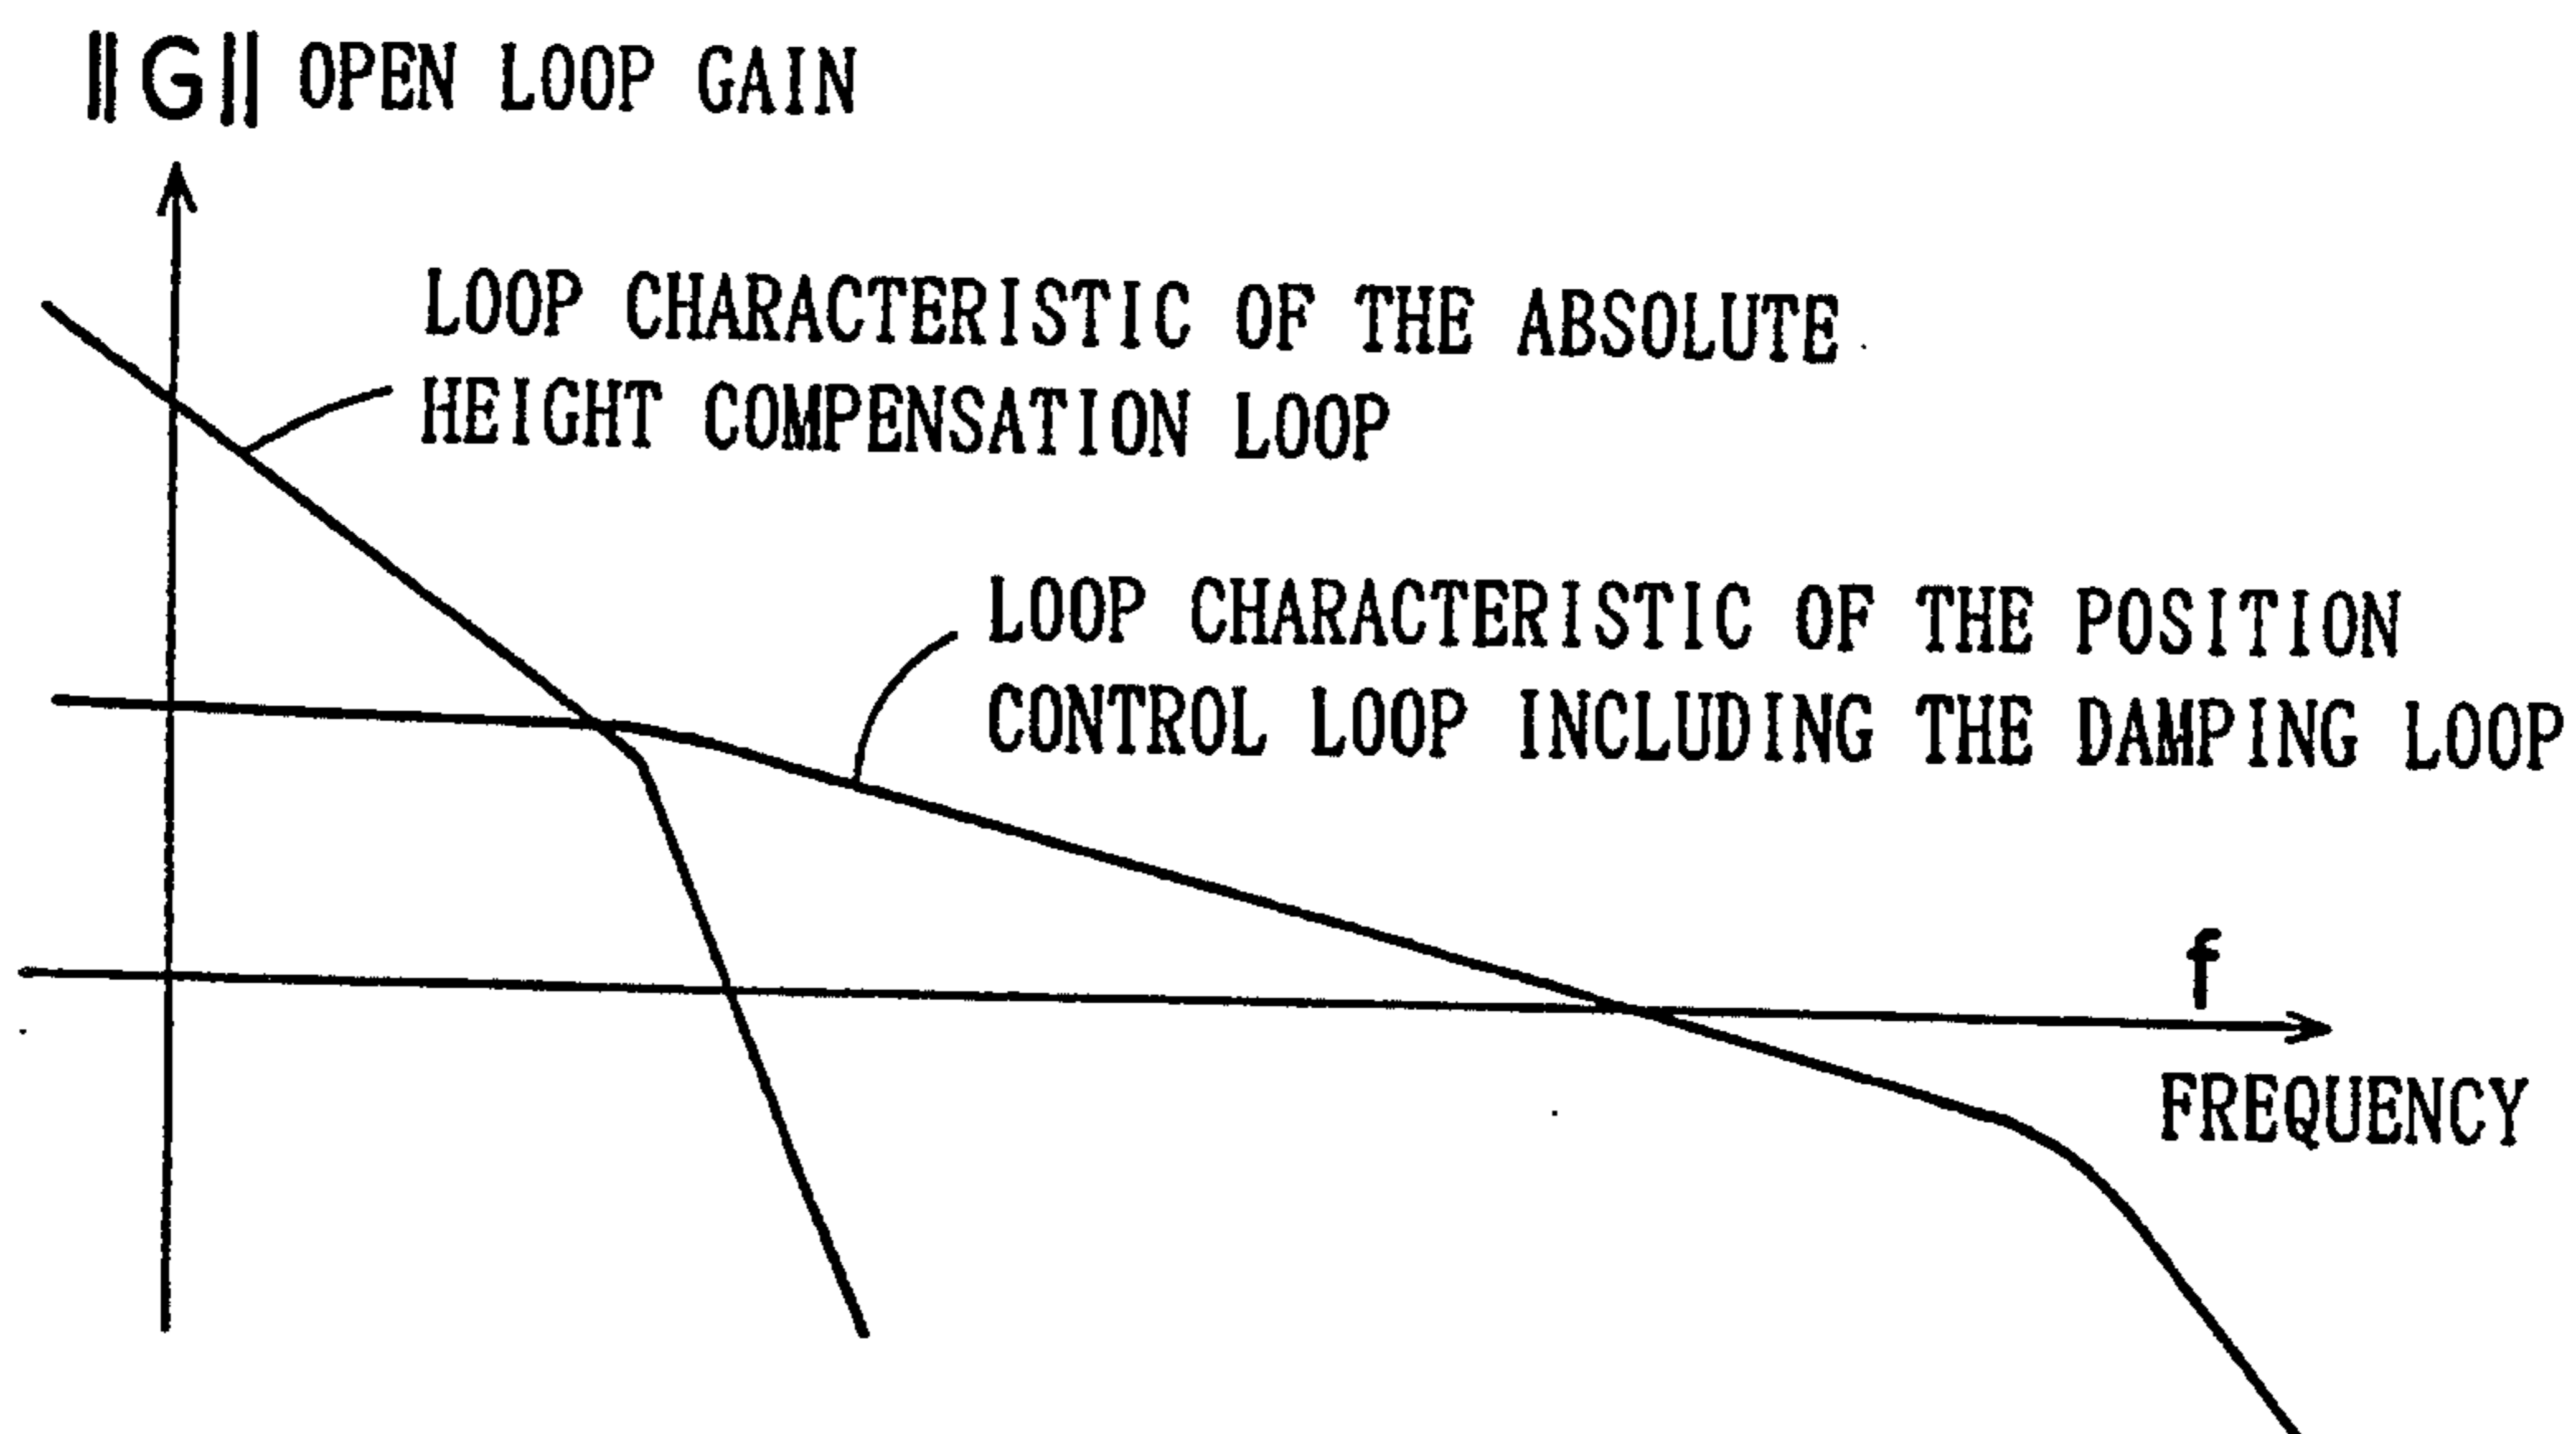 ||G|| OPEN LOOP GAIN
LOOP CHARACTERISTIC OF THE ABSOLUTE
HEIGHT COMPENSATION LOOP
LOOP CHARACTERISTIC OF THE POSITION
CONTROL LOOP INCLUDING THE DAMPING LOOP
f
FREQUENCY